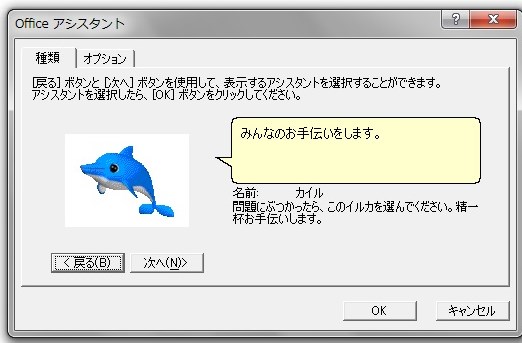 Office アシスタント
種類
オプション
[戻る] ボタンと [次へ] ボタンを使用して、表示するアシスタントを選択することができます。
アシスタントを選択したら、[OK] ボタンをクリックしてください。
みんなのお手伝いをします。
名前: カイル
問題にぶつかったら、このイルカを選んでください。精一
杯お手伝いします。
< 戻る(B)
次へ(N)>
OK
キャンセル